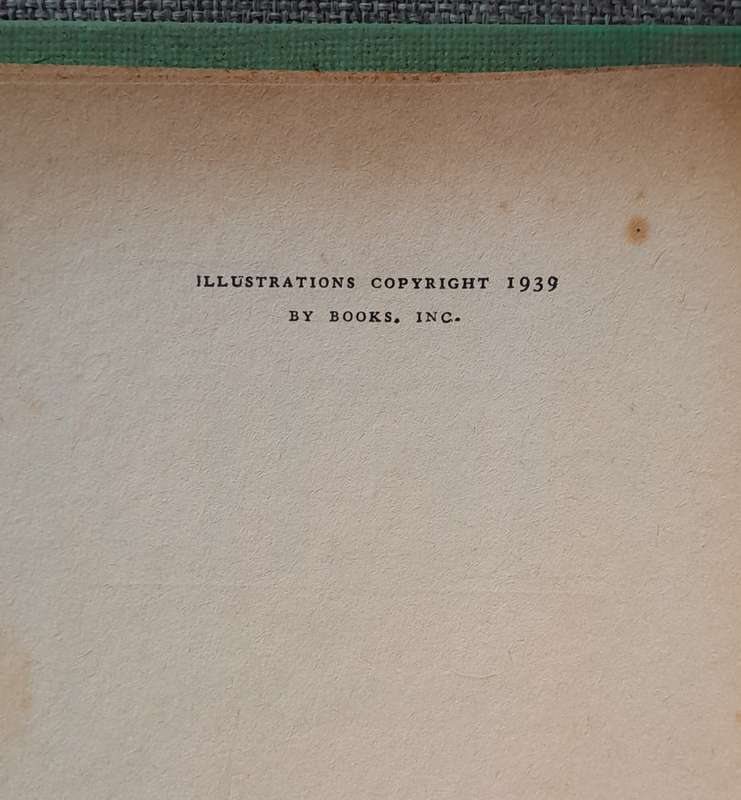 ILLUSTRATIONS COPYRIGHT 1939
BY BOOKS. INC.